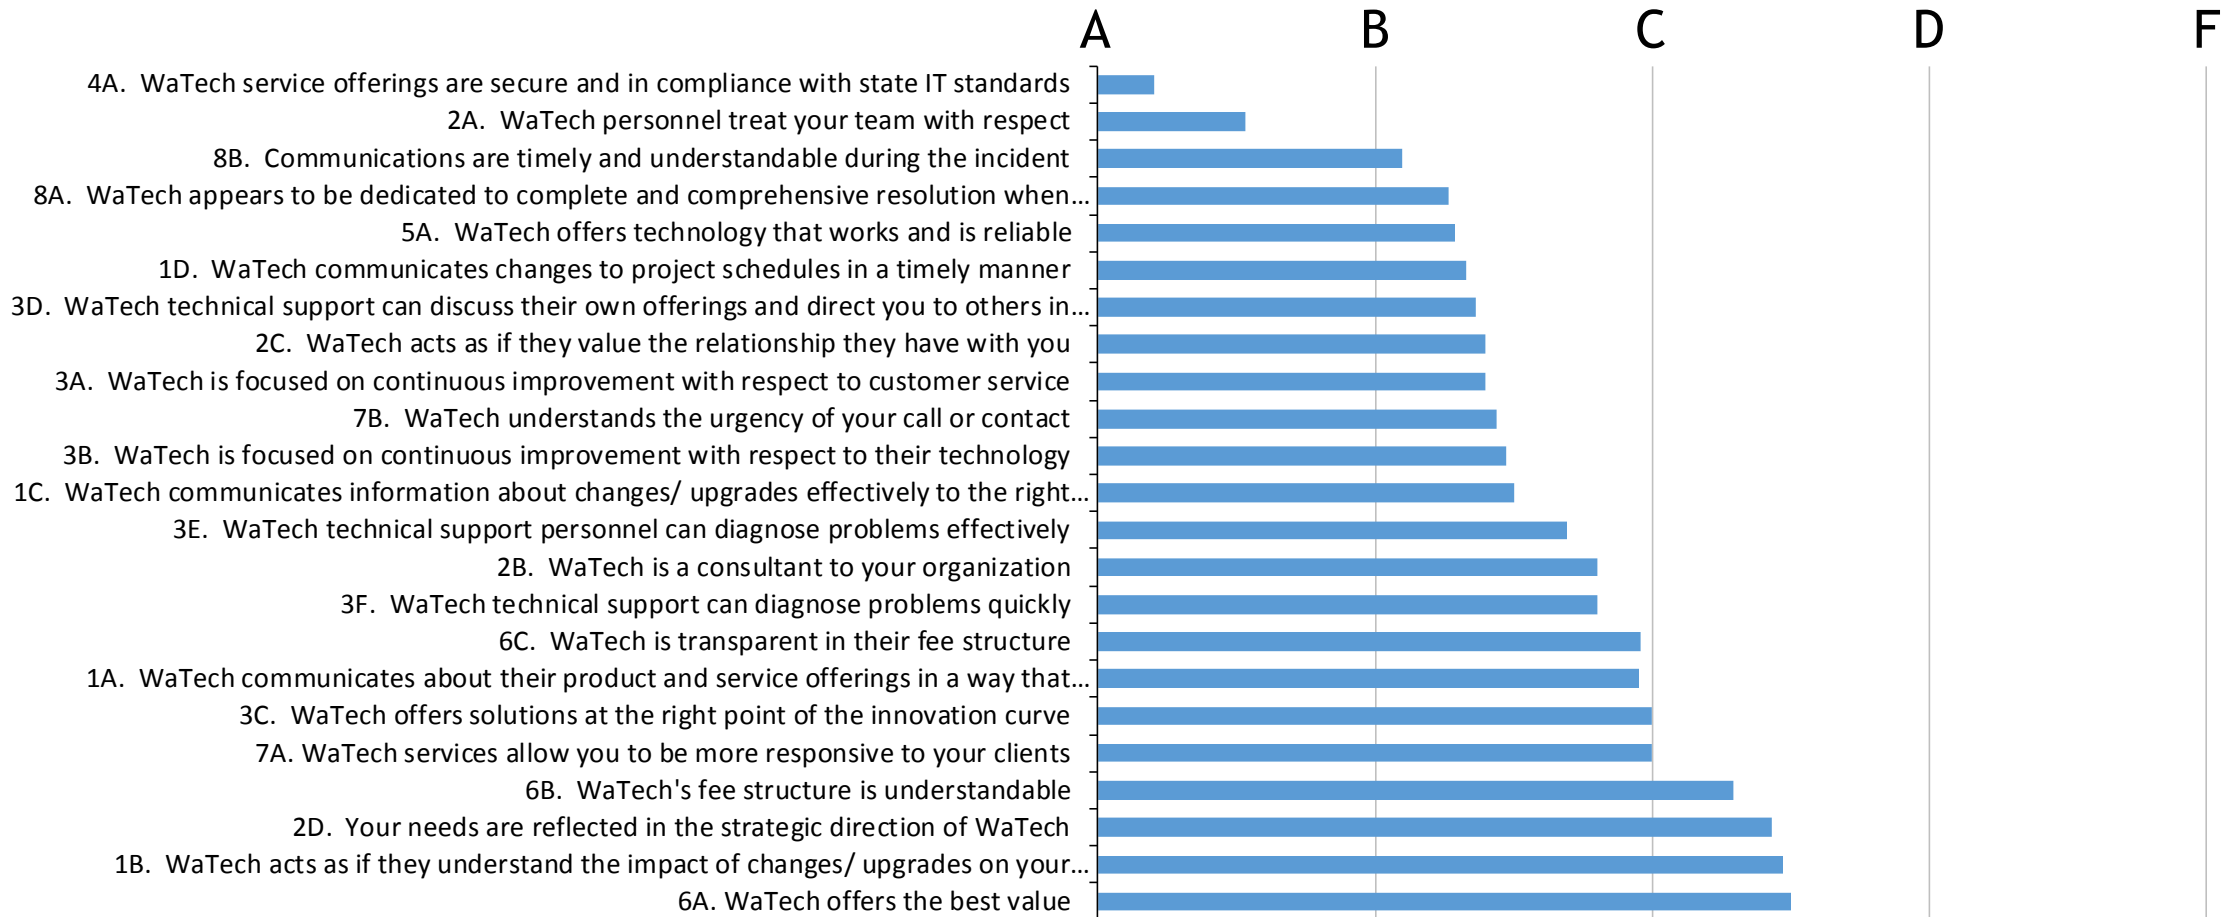 A B C D F
4A.  WaTech service offerings are secure and in compliance with state IT standards
2A.  WaTech personnel treat your team with respect
8B.  Communications are timely and understandable during the incident
8A.  WaTech appears to be dedicated to complete and comprehensive resolution when...
5A.  WaTech offers technology that works and is reliable
1D.  WaTech communicates changes to project schedules in a timely manner
3D.  WaTech technical support can discuss their own offerings and direct you to others in...
2C.  WaTech acts as if they value the relationship they have with you
3A.  WaTech is focused on continuous improvement with respect to customer service
7B.  WaTech understands the urgency of your call or contact
3B.  WaTech is focused on continuous improvement with respect to their technology
1C.  WaTech communicates information about changes/ upgrades effectively to the right...
3E.  WaTech technical support personnel can diagnose problems effectively
2B.  WaTech is a consultant to your organization
3F.  WaTech technical support can diagnose problems quickly
6C.  WaTech is transparent in their fee structure
1A.  WaTech communicates about their product and service offerings in a way that...
3C.  WaTech offers solutions at the right point of the innovation curve
7A. WaTech services allow you to be more responsive to your clients
6B.  WaTech's fee structure is understandable
2D.  Your needs are reflected in the strategic direction of WaTech
1B.  WaTech acts as if they understand the impact of changes/ upgrades on your...
6A. WaTech offers the best value